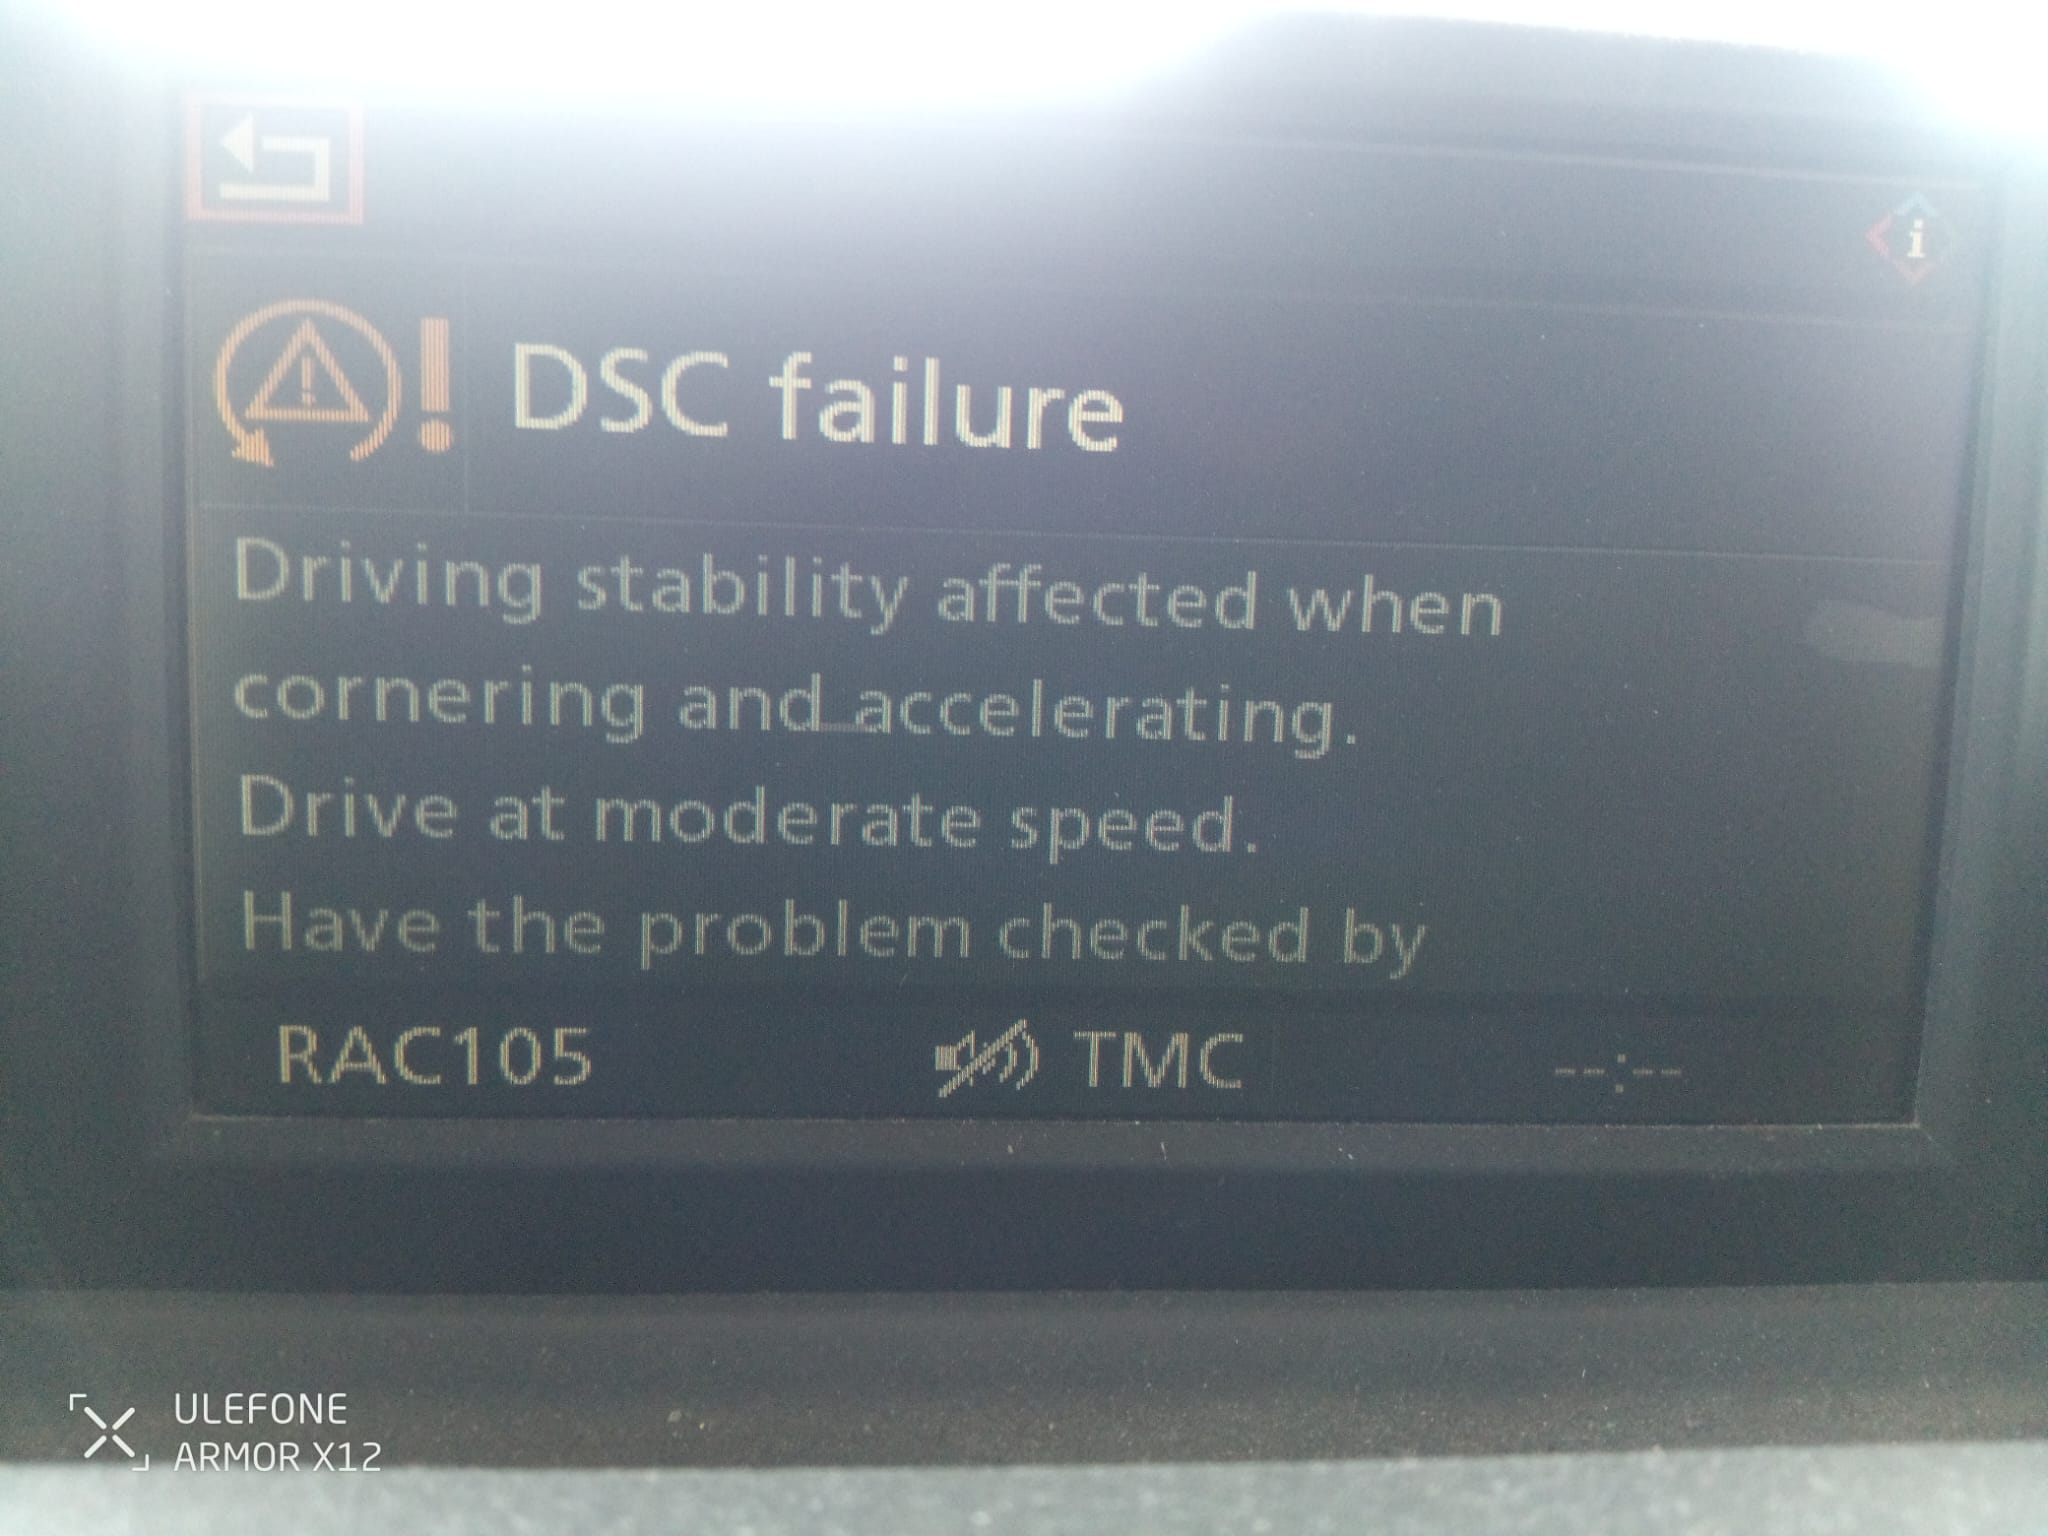 i
DSC failure
Driving stability affected when
cornering and accelerating.
Drive at moderate speed.
Have the problem checked by
RAC105 TMC --:--
ULEFONE
ARMOR X12